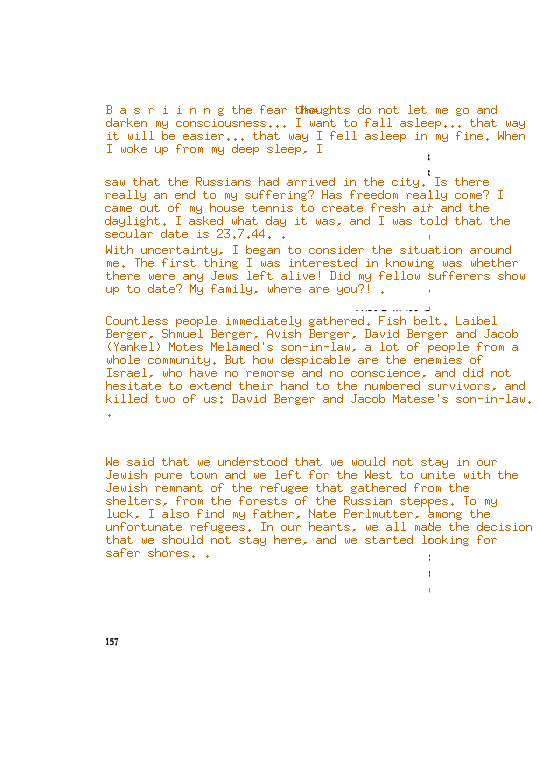 B a s r i i n n g the fear thoughts do not let me go and
darken my consciousness... I want to fall asleep... that way
it will be easier... that way I fell asleep in my fine. When
I woke up from my deep sleep, I
saw that the Russians had arrived in the city. Is there
really an end to my suffering? Has freedom really come? I
came out of my house tennis to create fresh air and the
daylight. I asked what day it was, and I was told that the
secular date is 23.7.44. .
With uncertainty, I began to consider the situation around
me. The first thing I was interested in knowing was whether
there were any Jews left alive! Did my fellow sufferers show
up to date? My family, where are you?! .
Countless people immediately gathered. Fish belt. Laibel
Berger, Shmuel Berger, Avish Berger, David Berger and Jacob
(Yankel) Motes Melamed's son-in-law, a lot of people from a
whole community. But how despicable are the enemies of
Israel, who have no remorse and no conscience, and did not
hesitate to extend their hand to the numbered survivors, and
killed two of us: David Berger and Jacob Matese's son-in-law.
.
We said that we understood that we would not stay in our
Jewish pure town and we left for the West to unite with the
Jewish remnant of the refugee that gathered from the
shelters, from the forests of the Russian steppes. To my
luck, I also find my father, Nate Perlmutter, among the
unfortunate refugees. In our hearts, we all made the decision
that we should not stay here, and we started looking for
safer shores. .
157